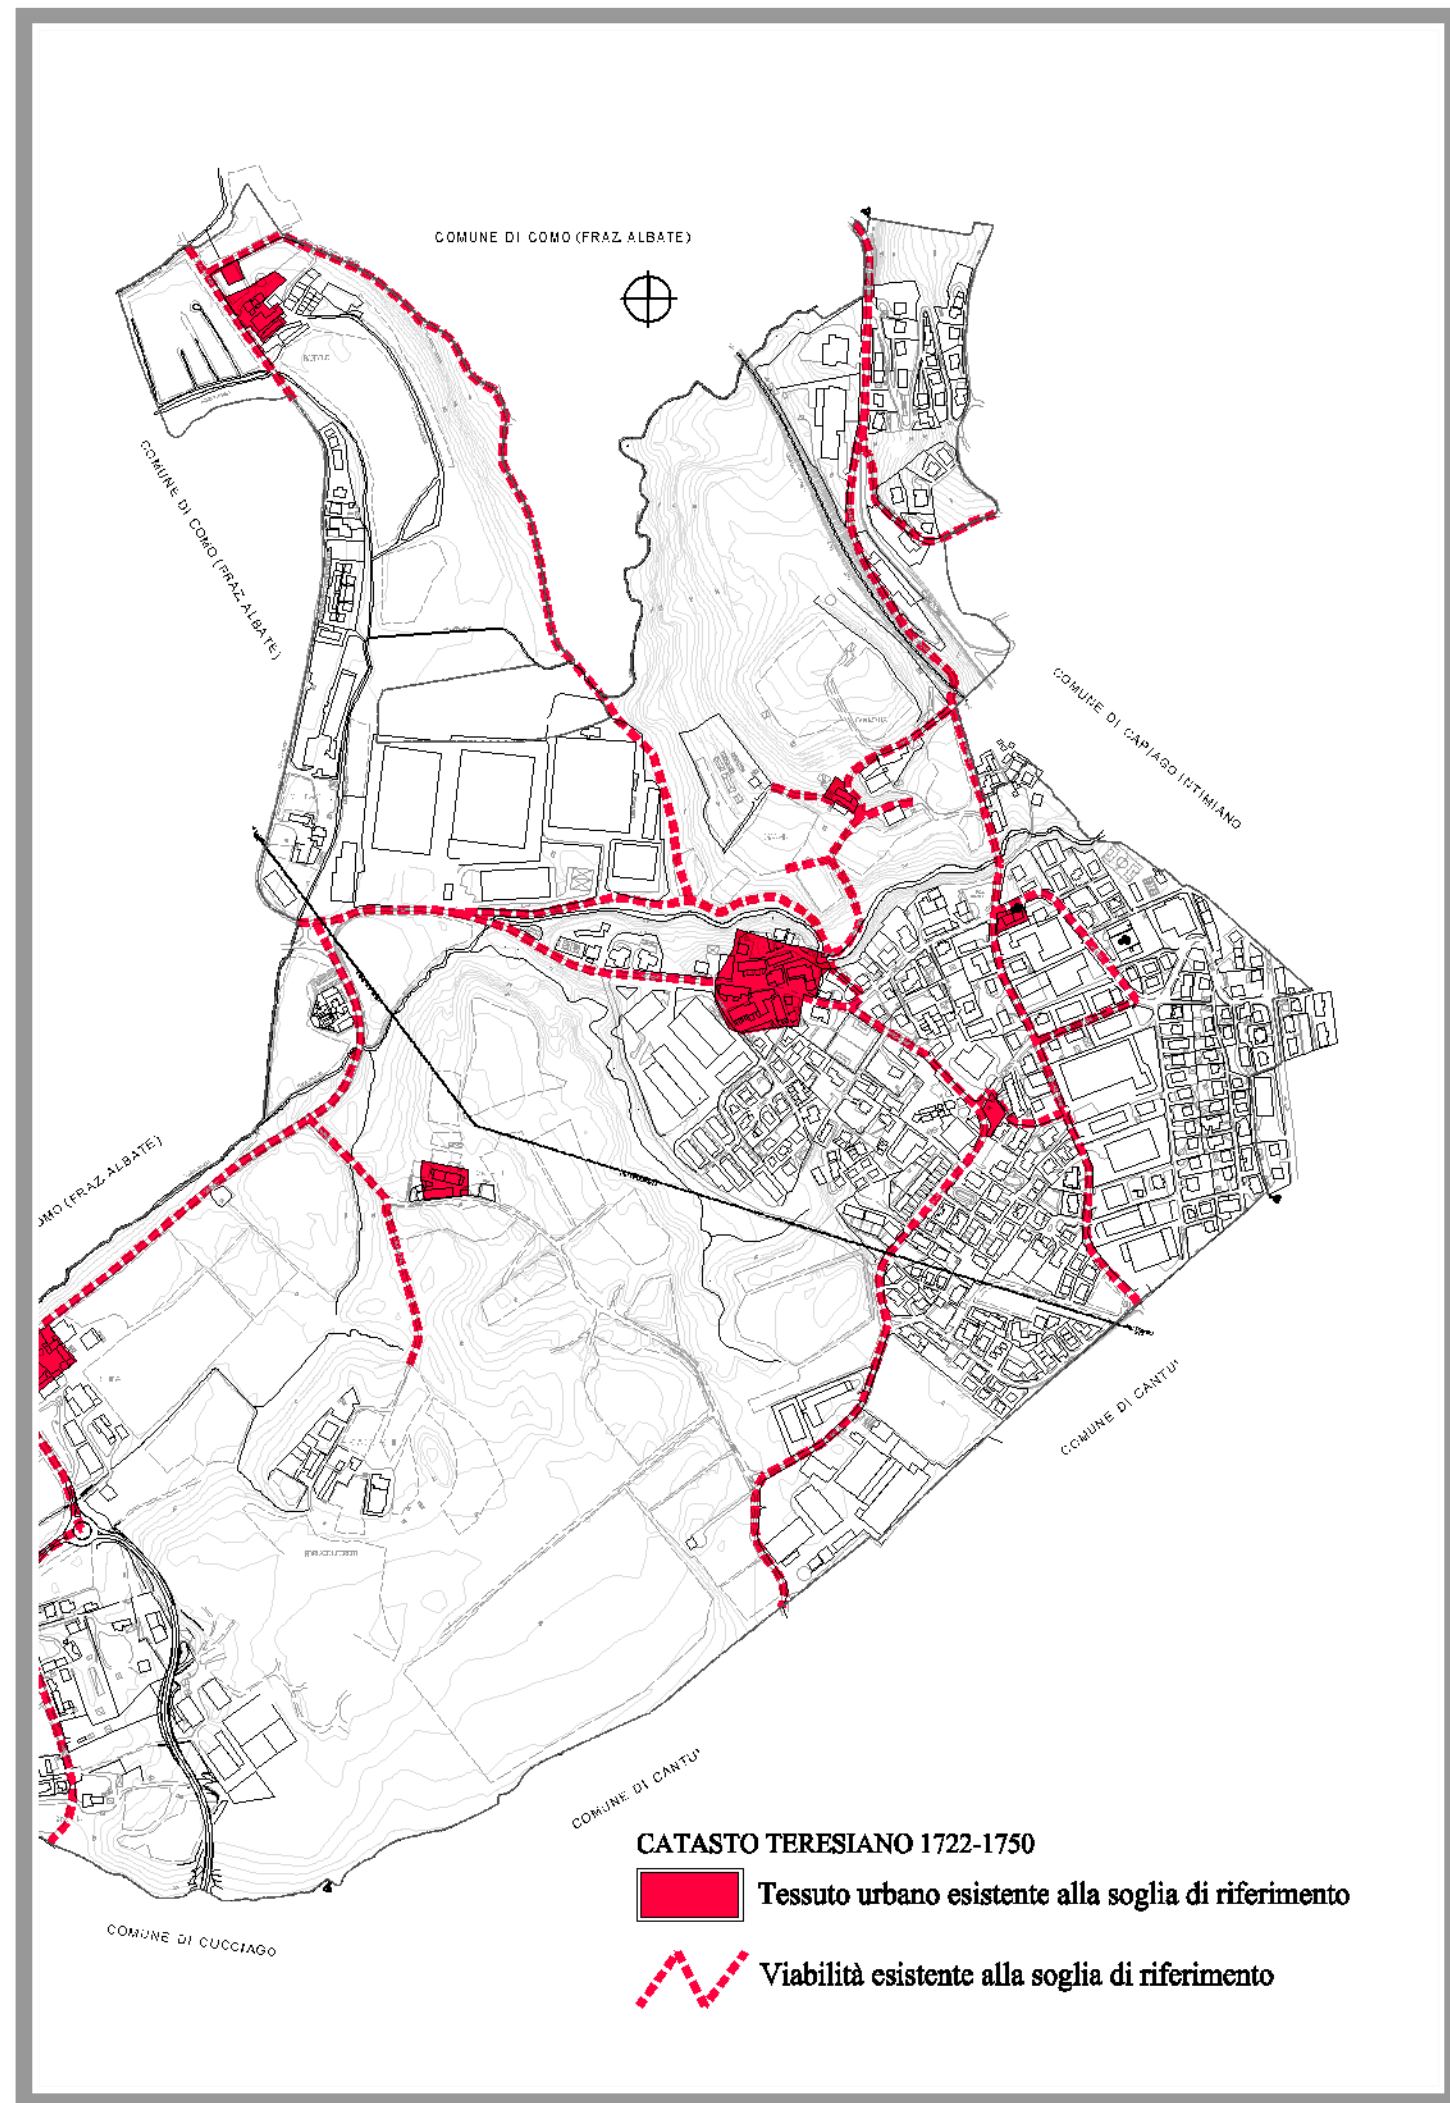 COMUNE DI COMO (FRAZ ALBATE)
COMUNE DI COMO (FRAZ ALBATE)
COMUNE DI CAPIAGO INTIMIANO
OMO (FRAZ ALBATE)
COMUNE DI CANTU'
COMUNE DI CANTU'
COMUNE DI CUCCIAGO
CATASTO TERESIANO 1722-1750
Tessuto urbano esistente alla soglia di riferimento
Viabilità esistente alla soglia di riferimento